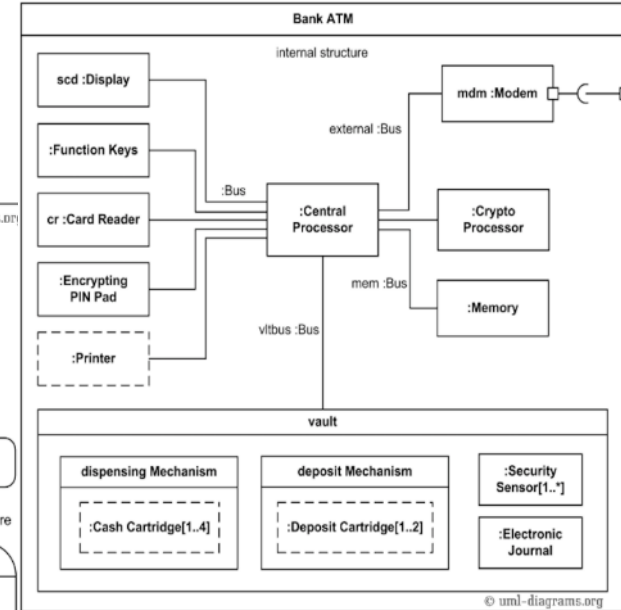 Bank ATM
internal structure
scd :Display
mdm :Modem
external :Bus
:Function Keys
:Bus
cr :Card Reader
:Central
Processor
:Crypto
Processor
:Encrypting
PIN Pad
mem :Bus
:Memory
vltbus :Bus
:Printer
vault
dispensing Mechanism
:Cash Cartridge[1..4]
deposit Mechanism
:Deposit Cartridge[1..2]
:Security
Sensor[1..*]
:Electronic
Journal
© uml-diagrams.org